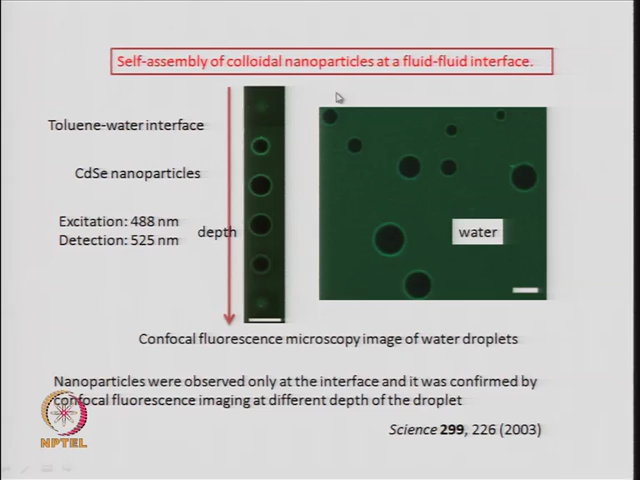 Self-assembly of colloidal nanoparticles at a fluid-fluid interface.
Toluene-water interface
CdSe nanoparticles
Excitation: 488 nm
Detection: 525 nm
depth
water
Confocal fluorescence microscopy image of water droplets
Nanoparticles were observed only at the interface and it was confirmed by
confocal fluorescence imaging at different depth of the droplet
Science 299, 226 (2003)
NPTEL